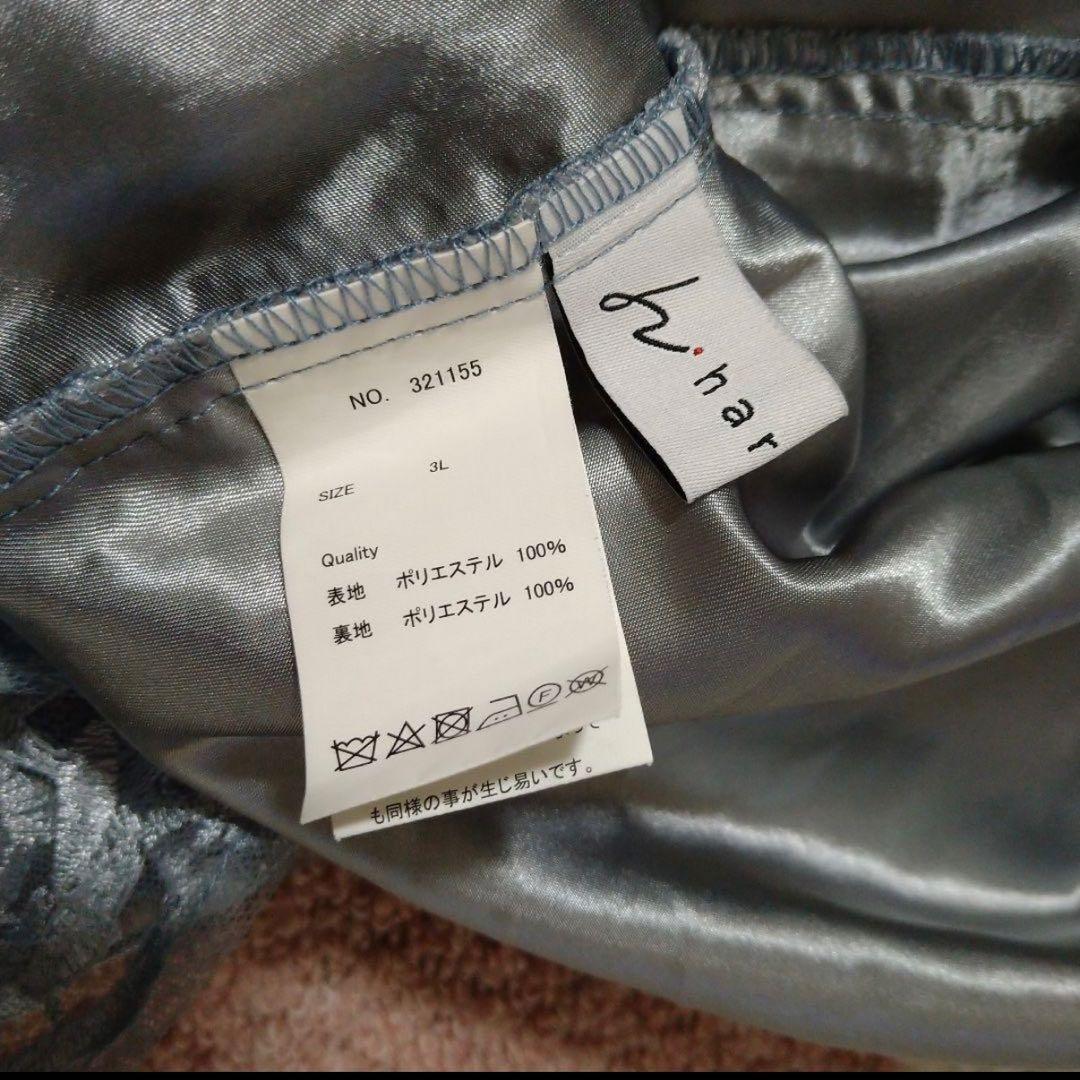 NO. 321155
SIZE 3L
Quality
表地 ポリエステル 100%
裏地 ポリエステル 100%
F
W
も同様の事が生じ易いです。
h·nar